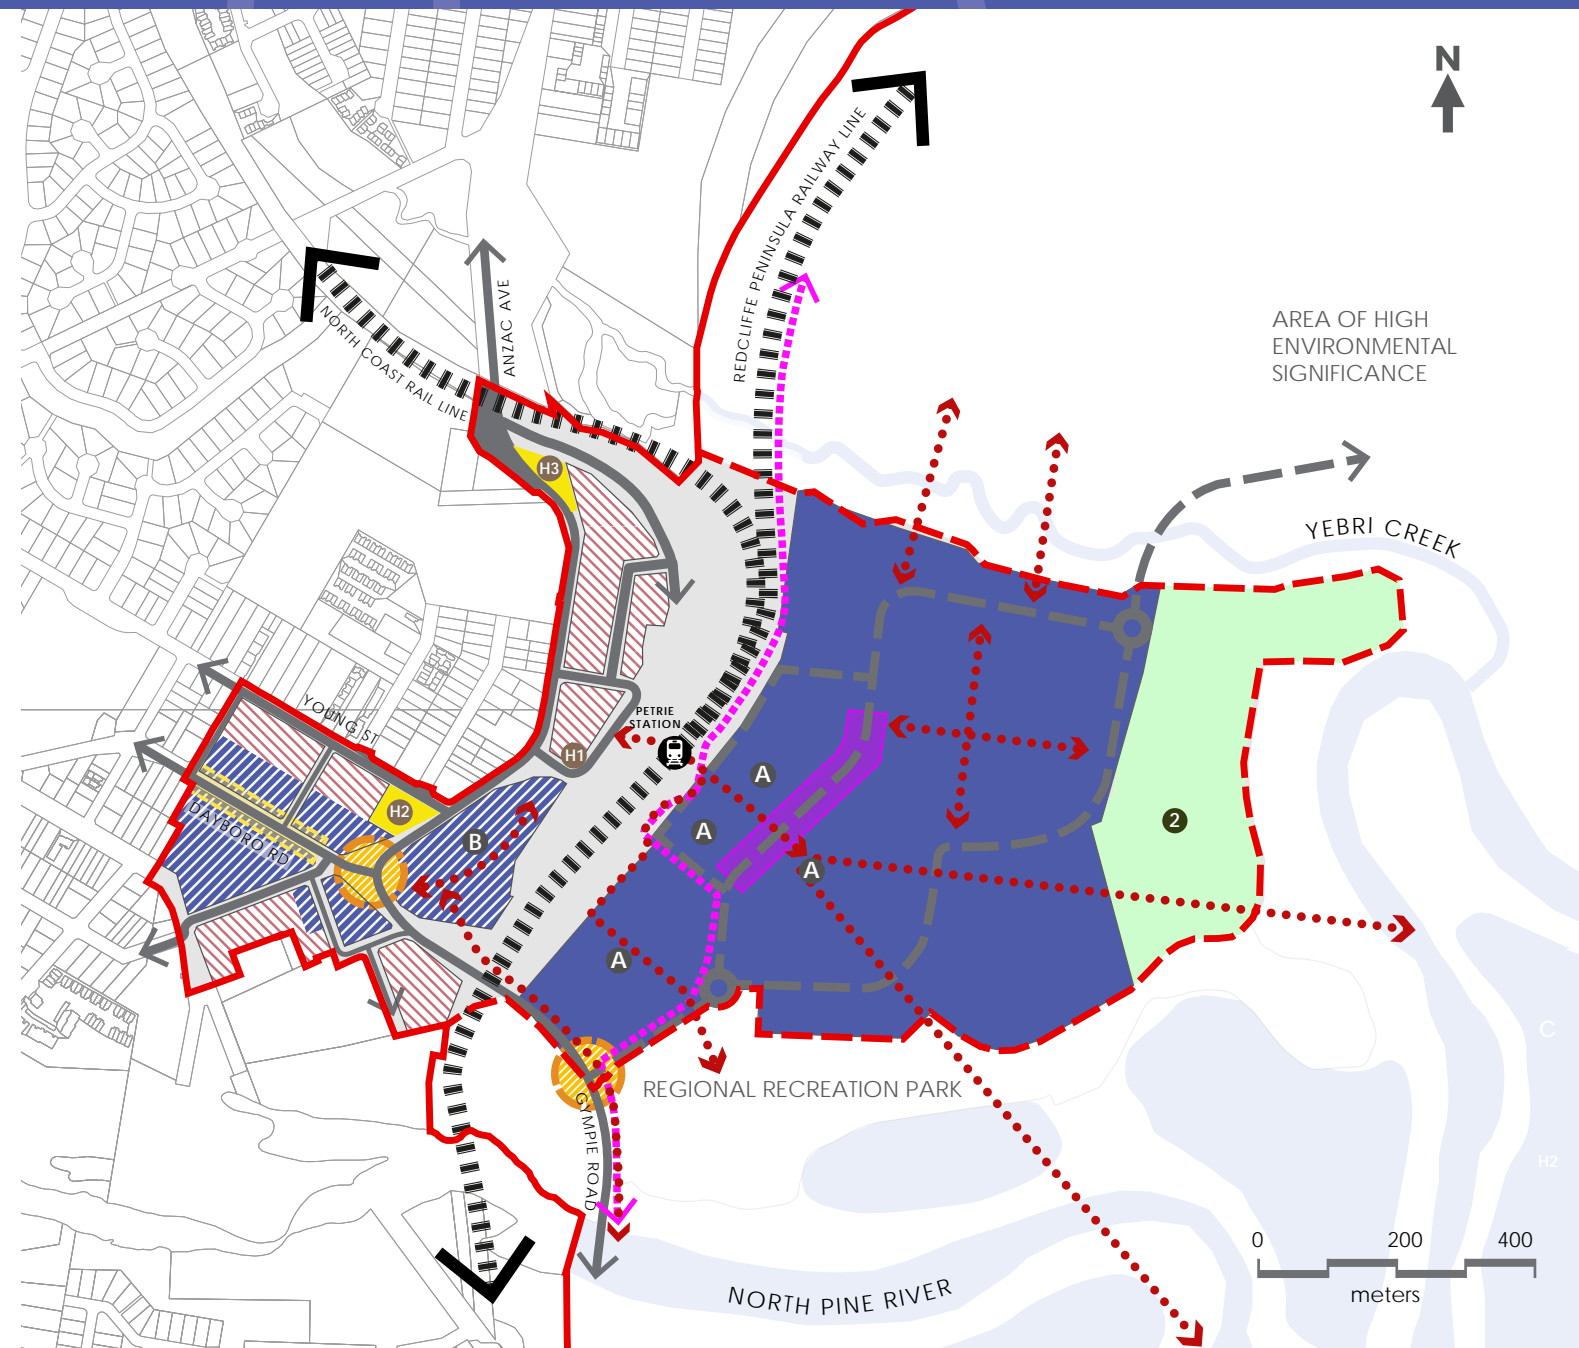 N
REDCLIFFE PENINSULA RAILWAY LINE
ANZAC AVE
NORTH COAST RAIL LINE
AREA OF HIGH
ENVIRONMENTAL
SIGNIFICANCE
H3
YEBRI CREEK
YOUNG ST
PETRIE
STATION
H1
A
H2
A
B
DAYBORO RD
2
A
A
C
REGIONAL RECREATION PARK
GYMPIE ROAD
H2
0 200 400
meters
NORTH PINE RIVER